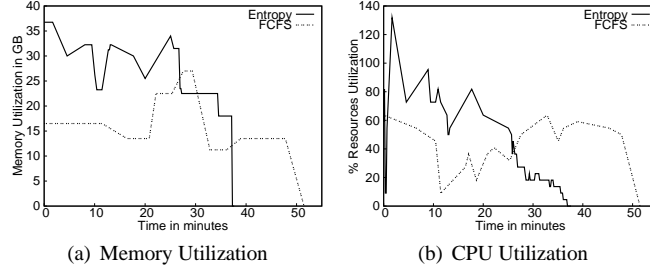 Entropy
FCFS
Memory Utilization in GB
40
35
30
25
20
15
10
5
0
0 10 20 30 40 50
Time in minutes
(a) Memory Utilization
Entropy
FCFS
% Resources Utilization
140
120
100
80
60
40
20
0
0 10 20 30 40 50
Time in minutes
(b) CPU Utilization